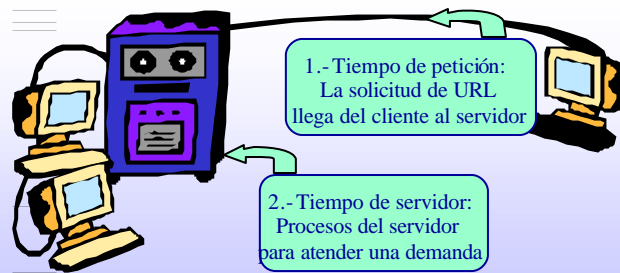 1.-Tiempo de petición:
La solicitud de URL
llega del cliente al servidor
2.-Tiempo de servidor:
Procesos del servidor
para atender una demanda